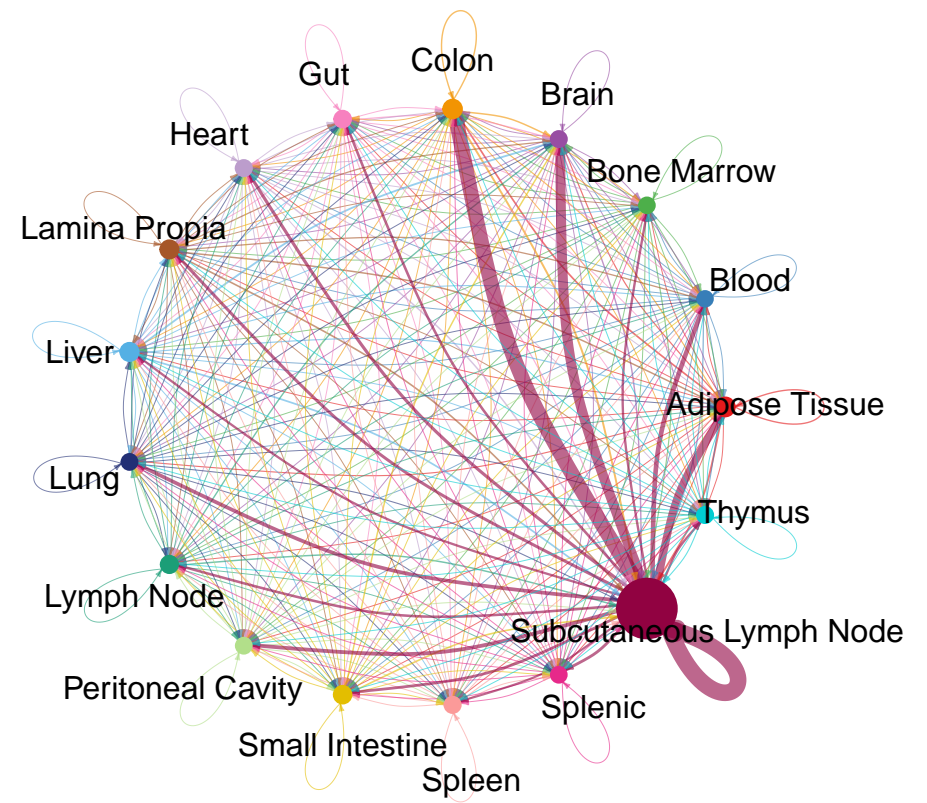 Colon
Gut
Brain
Heart
Bone Marrow
Lamina Propia
Blood
Liver
Adipose Tissue
Lung
Thymus
Lymph Node
Subcutaneous Lymph Node
Peritoneal Cavity
Splenic
Small Intestine
Spleen